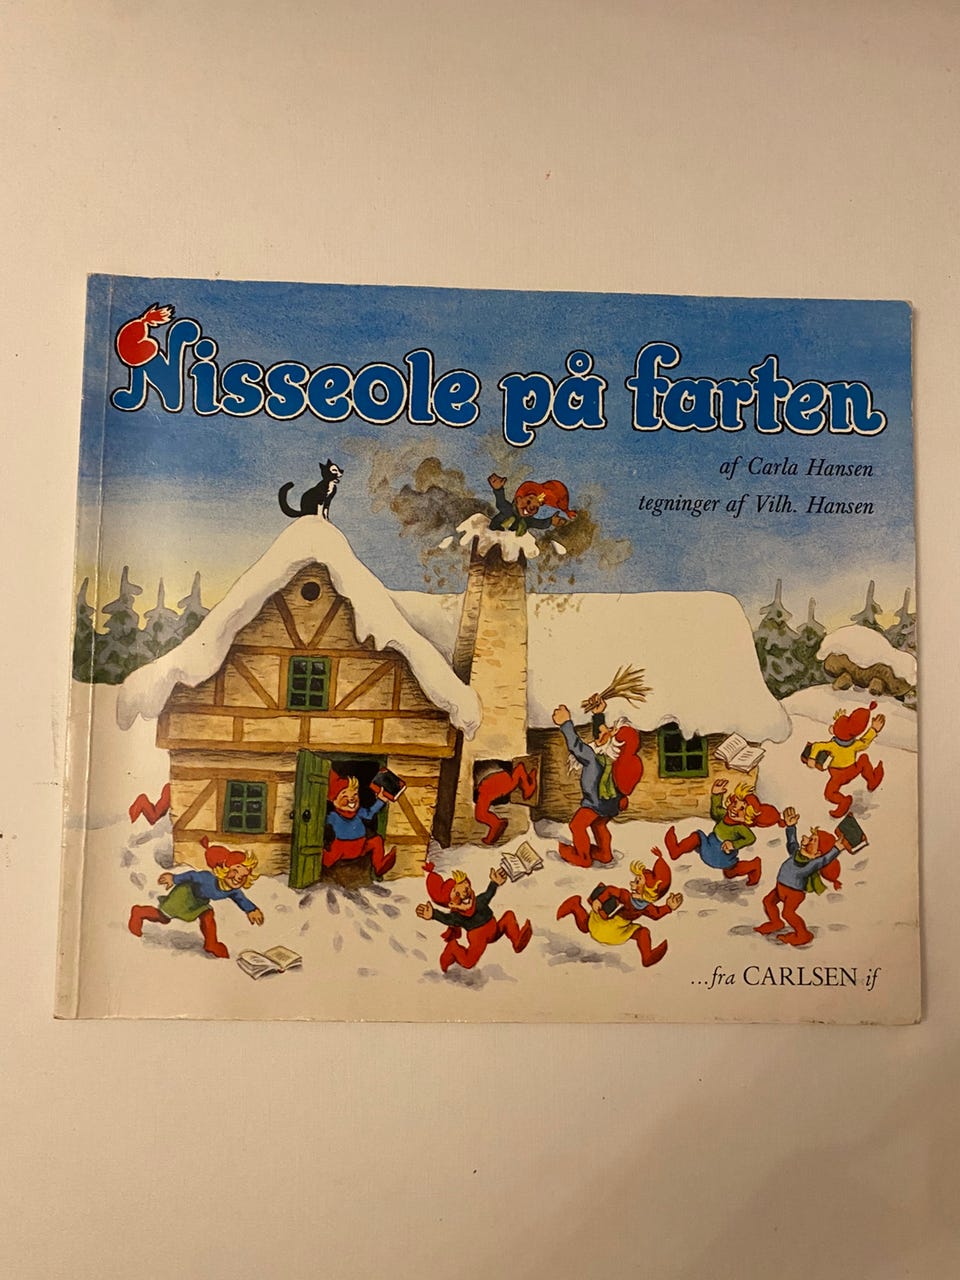 Nisseole på farten
af Carla Hansen
tegninger af Vilh. Hansen
...fra CARLSEN if